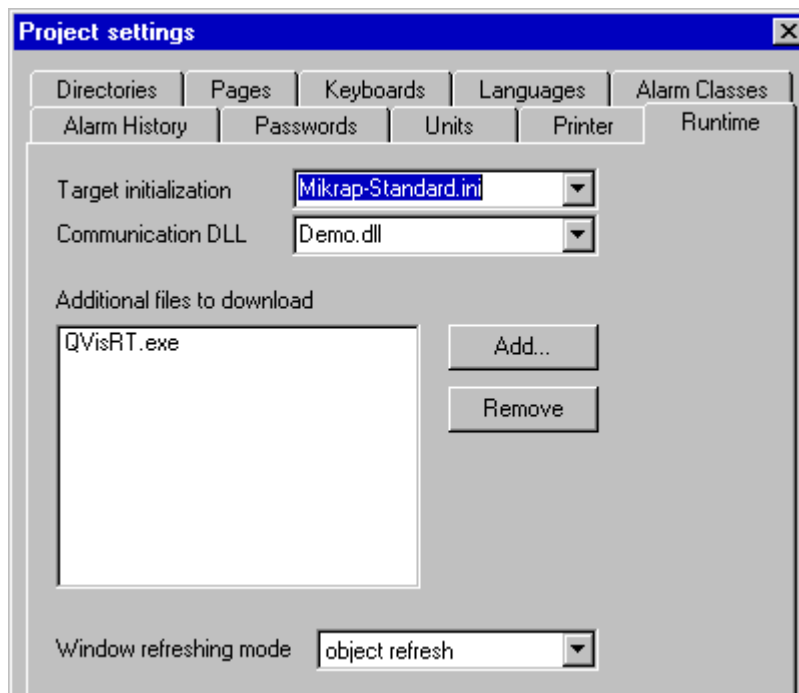 Project settings
Directories Pages Keyboards Languages Alarm Classes
Alarm History Passwords Units Printer Runtime
Target initialization Mikrap-Standard.ini
Communication DLL Demo.dll
Additional files to download
QVisRT.exe
Add...
Remove
Window refreshing mode object refresh